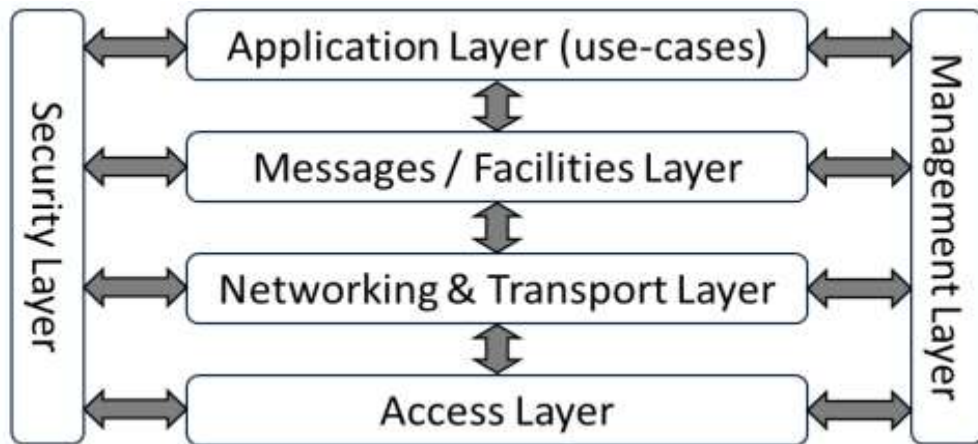 Security Layer
Application Layer (use-cases)
Messages / Facilities Layer
Networking & Transport Layer
Access Layer
Management Layer